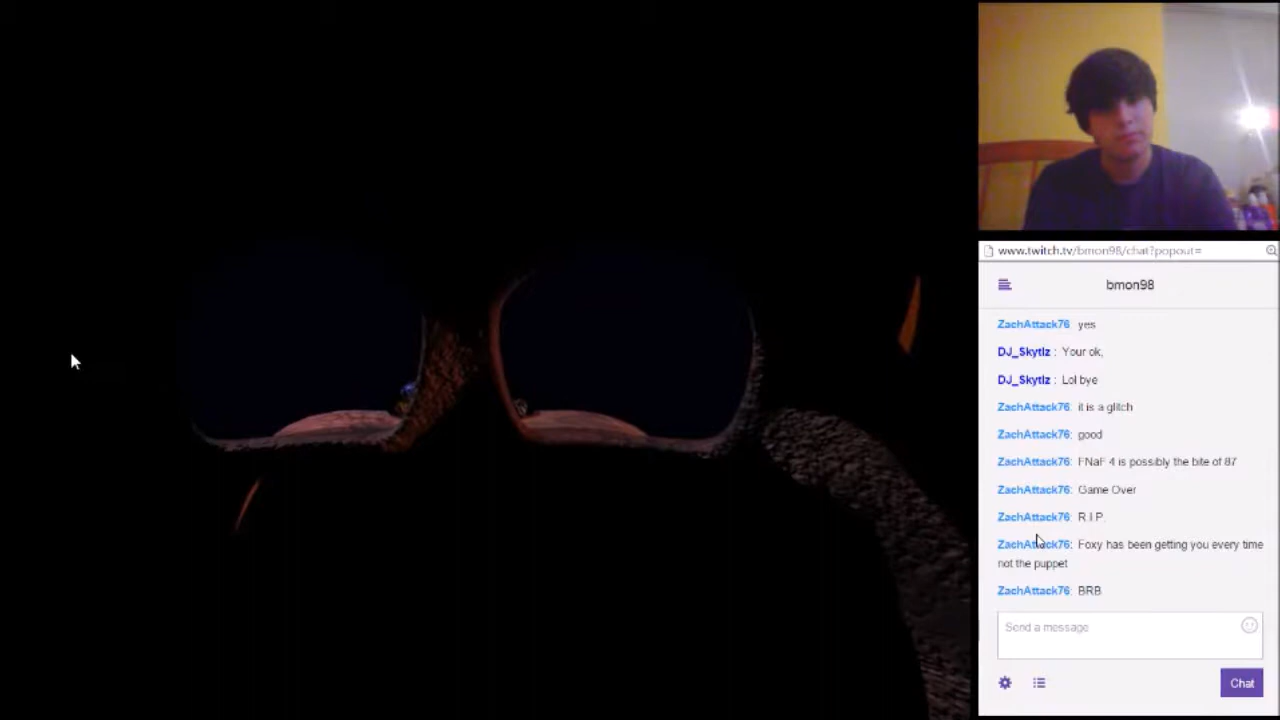 www.twitch.tv/bmon98/chat?popout=
bmon98
ZachAttack76: yes
DJ_Skytlz : Your ok,
DJ_Skytlz : Lol bye
ZachAttack76: it is a glitch
ZachAttack76: good
ZachAttack76: FNaF 4 is possibly the bite of 87
ZachAttack76: Game Over
ZachAttack76: R.I.P.
ZachAttack76: Foxy has been getting you every time
not the puppet
ZachAttack76: BRB
Send a message
Chat